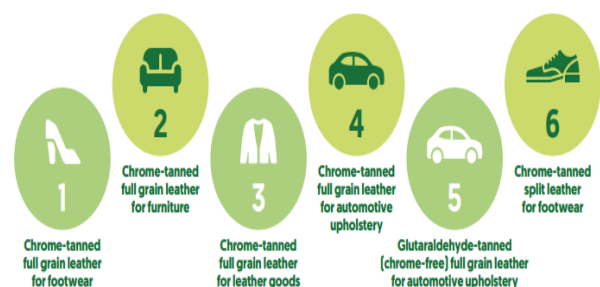 1
Chrome-tanned
full grain leather
for footwear
2
Chrome-tanned
full grain leather
for furniture
3
Chrome-tanned
full grain leather
for leather goods
4
Chrome-tanned
full grain leather
for automotive
upholstery
5
Glutaraldehyde-tanned
(chrome-free) full grain leather
for automotive upholstery
6
Chrome-tanned
split leather
for footwear